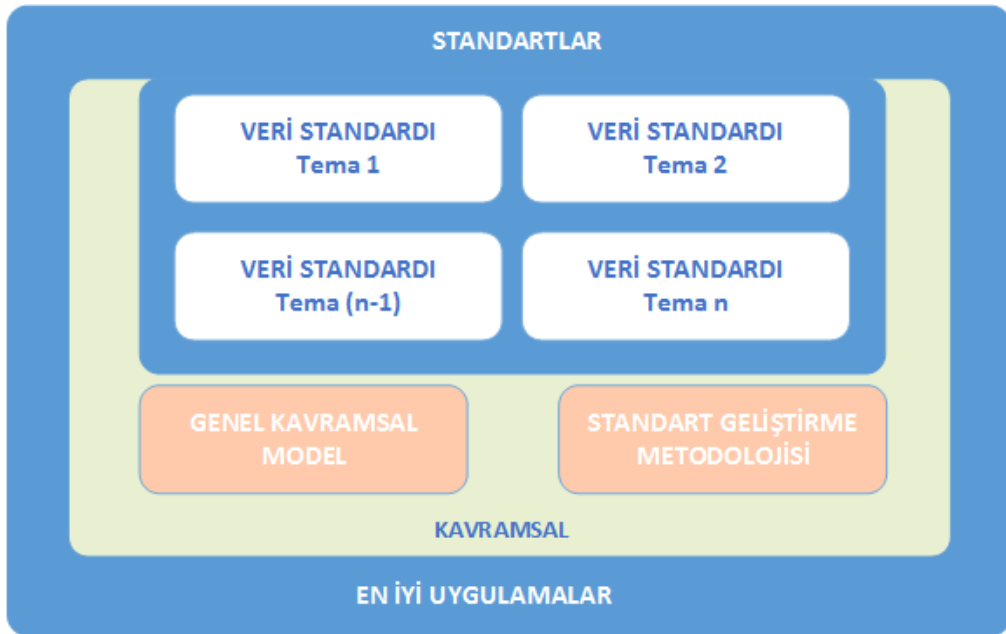 STANDARTLAR
VERİ STANDARDI
Tema 1
VERİ STANDARDI
Tema 2
VERİ STANDARDI
Tema (n-1)
VERİ STANDARDI
Tema n
GENEL KAVRAMSAL
MODEL
STANDART GELİŞTİRME
METODOLOJİSİ
KAVRAMSAL
EN İYİ UYGULAMALAR